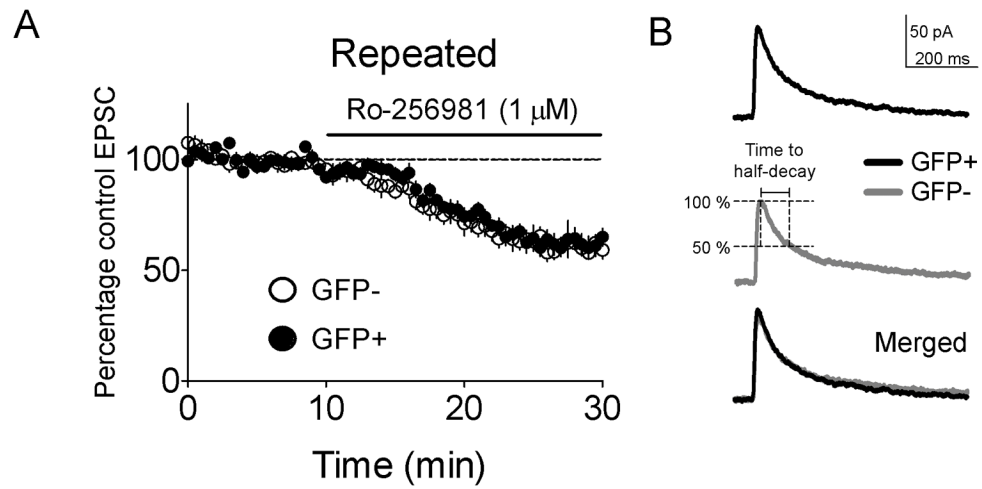 A
Repeated
Ro-256981 (1 µM)
Percentage control EPSC
100
50
0
GFP-
GFP+
0
10
20
30
Time (min)
B
50 pA
200 ms
Time to
half-decay
GFP+
GFP-
100 %
50 %
Merged